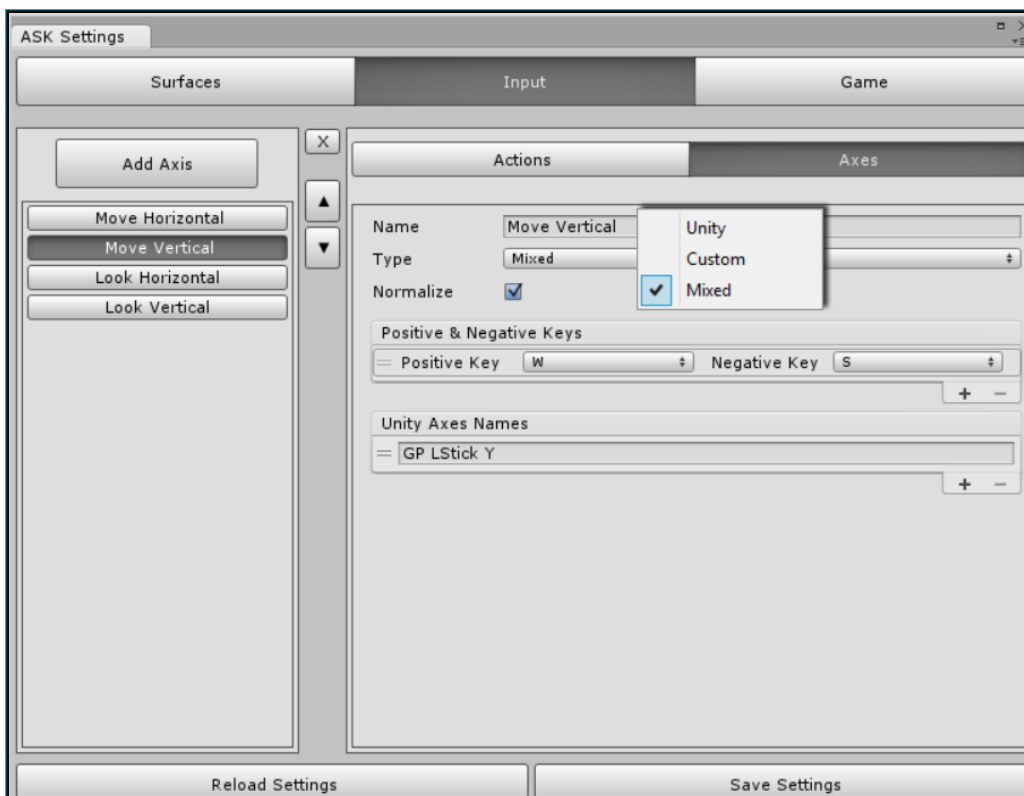 ASK Settings
Surfaces Input Game
X
Add Axis
Move Horizontal
Move Vertical
Look Horizontal
Look Vertical
Actions Axes
Name Move Vertical
Type Mixed
Normalize
Unity
Custom
Mixed
Positive & Negative Keys
Positive Key W Negative Key S
+ −
Unity Axes Names
GP LStick Y
+ −
Reload Settings Save Settings